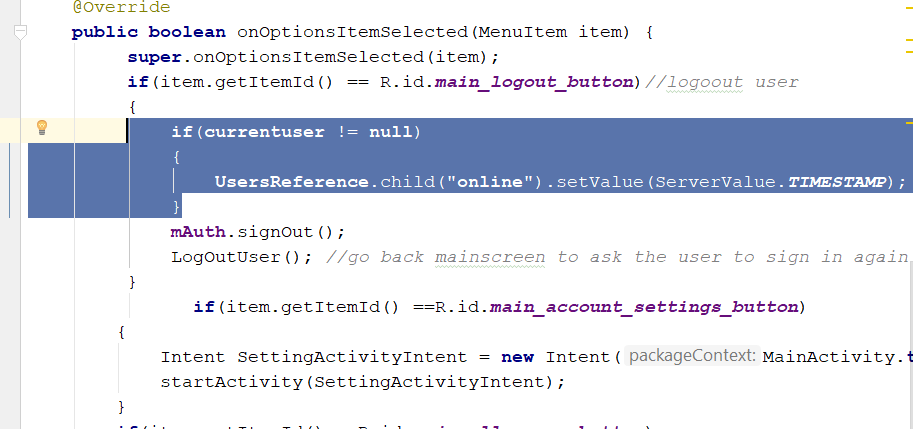 @Override
public boolean onOptionsItemSelected(MenuItem item) {
super.onOptionsItemSelected(item);
if(item.getItemId() == R.id.main_logout_button)//logoout user
{
if(currentuser != null)
{
UsersReference.child("online").setValue(ServerValue.TIMESTAMP);
}
mAuth.signOut();
LogOutUser(); //go back mainscreen to ask the user to sign in again
}
if(item.getItemId() ==R.id.main_account_settings_button)
{
Intent SettingActivityIntent = new Intent( packageContext: MainActivity.t
startActivity(SettingActivityIntent);
}